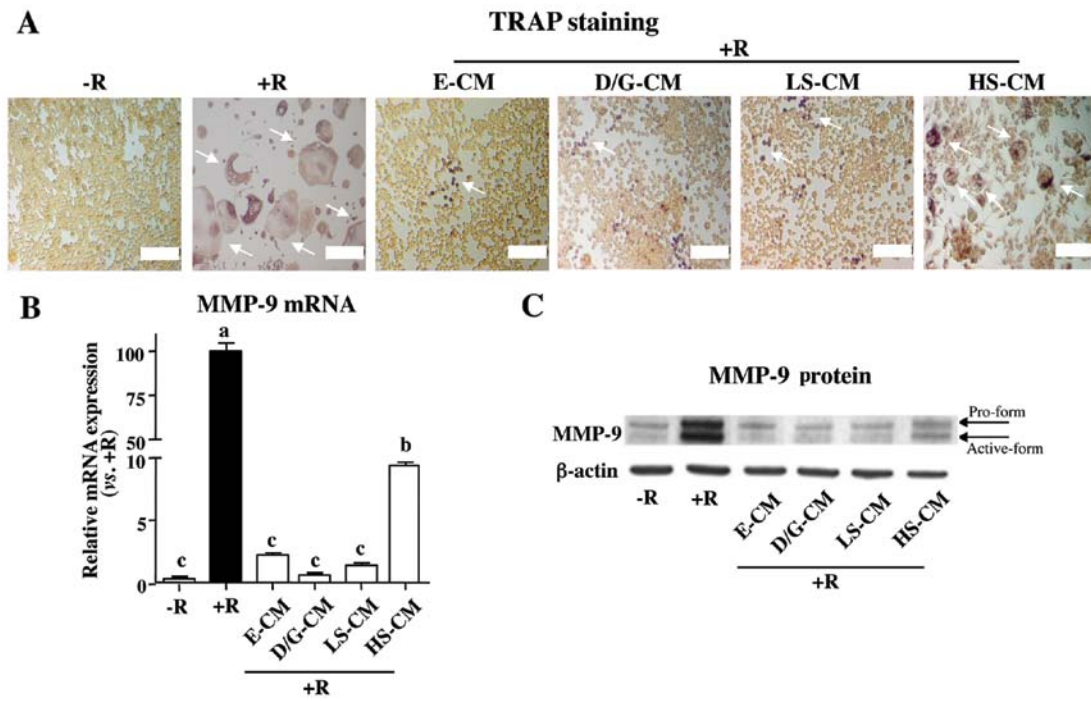 A
TRAP staining
+R
-R
+R
E-CM
D/G-CM
LS-CM
HS-CM
B
MMP-9 mRNA
Relative mRNA expression
(vs. +R)
100
75
50
10
5
0
c
a
c
c
c
b
-R
+R
E-CM
D/G-CM
LS-CM
HS-CM
+R
C
MMP-9 protein
MMP-9
Pro-form
Active-form
β-actin
-R
+R
E-CM
D/G-CM
LS-CM
HS-CM
+R